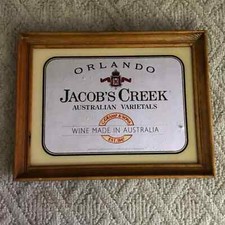 ORLANDO
JACOB'S CREEK
AUSTRALIAN VARIETALS
WINE MADE IN AUSTRALIA